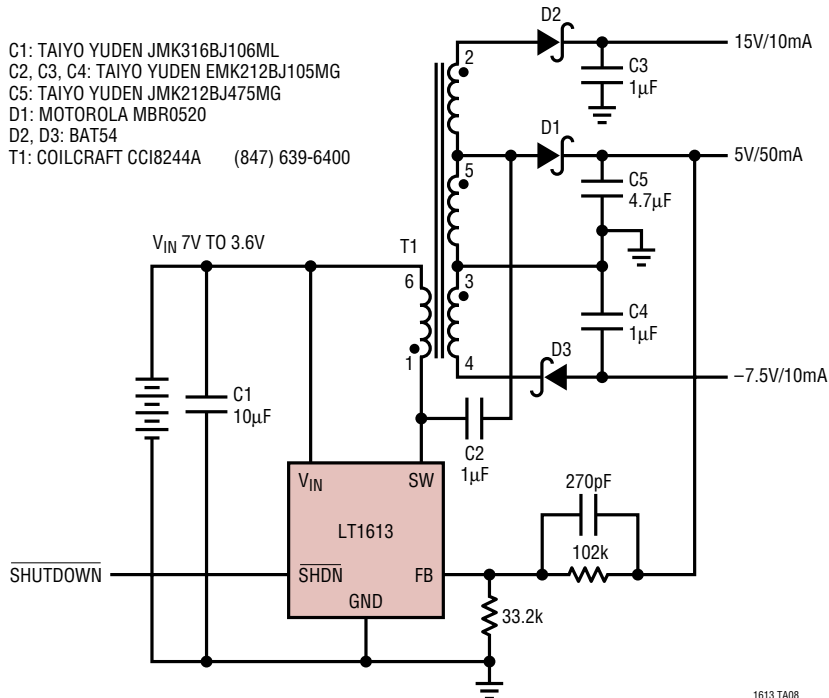 C1: TAIYO YUDEN JMK316BJ106ML
C2, C3, C4: TAIYO YUDEN EMK212BJ105MG
C5: TAIYO YUDEN JMK212BJ475MG
D1: MOTOROLA MBR0520
D2, D3: BAT54
T1: COILCRAFT CCI8244A (847) 639-6400
D2
15V/10mA
2
C3
1µF
D1
5V/50mA
5
C5
4.7µF
VIN 7V TO 3.6V
T1
6
3
C4
1µF
1
4
D3
–7.5V/10mA
C1
10µF
C2
1µF
VIN
SW
270pF
LT1613
102k
SHUTDOWN
SHDN
FB
GND
33.2k
1613 TA08